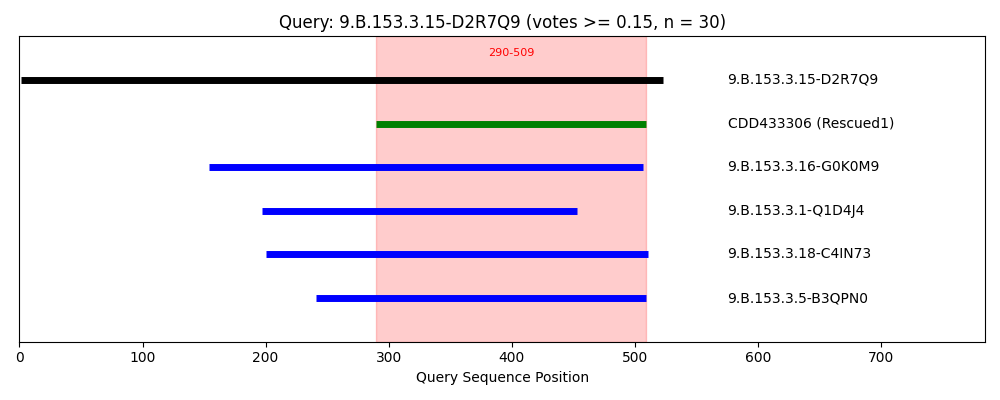 Query: 9.B.153.3.15-D2R7Q9 (votes >= 0.15, n = 30)
290-509
9.B.153.3.15-D2R7Q9
CDD433306 (Rescued1)
9.B.153.3.16-G0K0M9
9.B.153.3.1-Q1D4J4
9.B.153.3.18-C4IN73
9.B.153.3.5-B3QPN0
0 100 200 300 400 500 600 700
Query Sequence Position